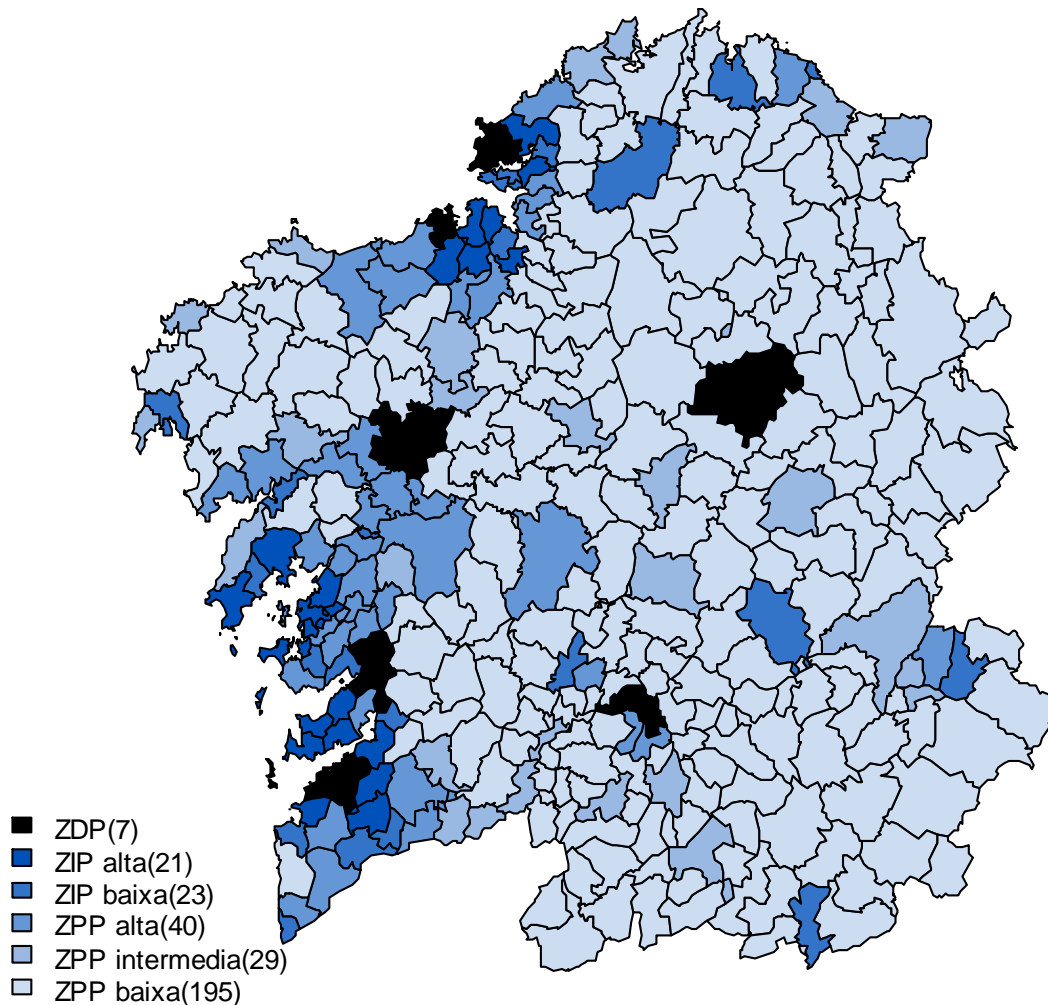 ZDP(7)
ZIP alta(21)
ZIP baixa(23)
ZPP alta(40)
ZPP intermedia(29)
ZPP baixa(195)